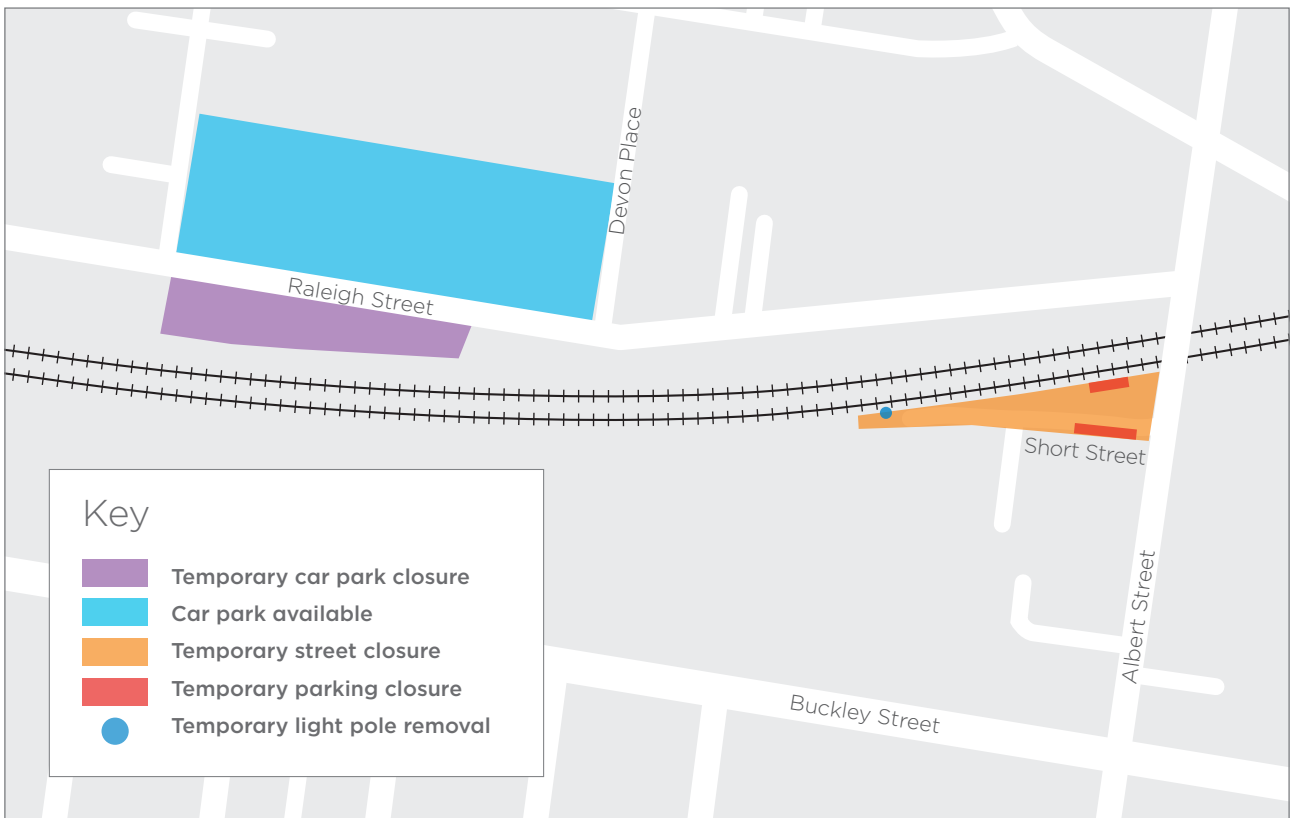 Devon Place
Raleigh Street
Short Street
Albert Street
Buckley Street
Key
Temporary car park closure
Car park available
Temporary street closure
Temporary parking closure
Temporary light pole removal